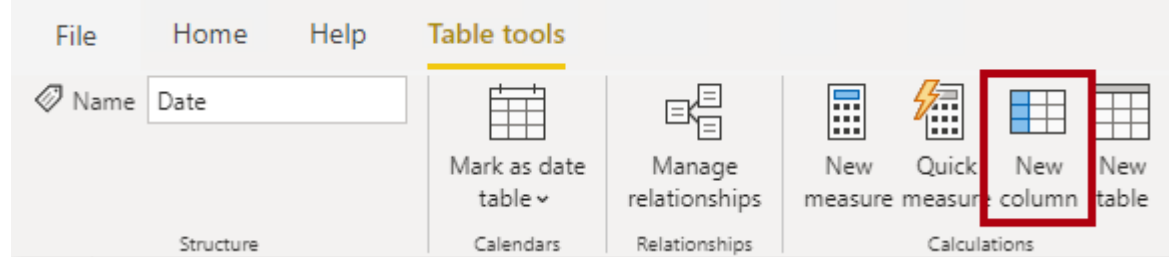 File Home Help Table tools
Name Date
Mark as date
table
Manage
relationships
New
measure
Quick
measure
New
column
New
table
Structure Calendars Relationships Calculations